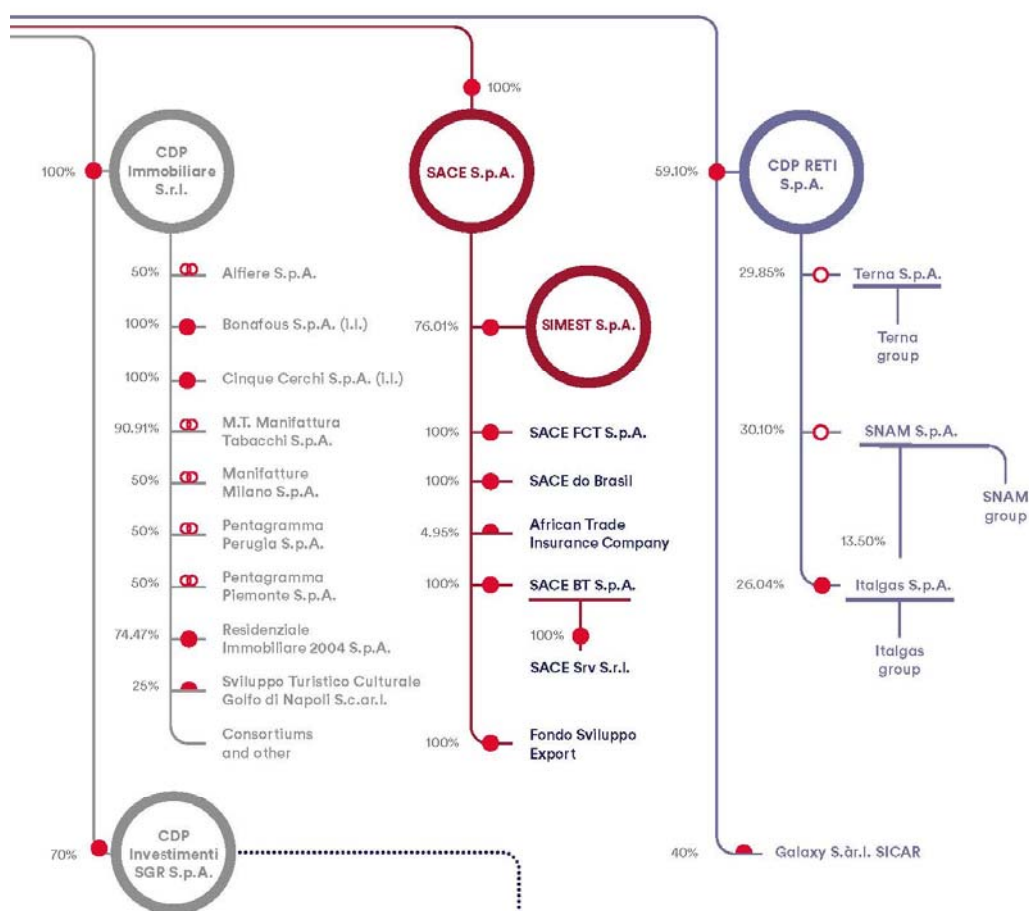 100%
CDP
Immobiliare
S.r.l.
50%
Alfiere S.p.A.
100%
Bonafous S.p.A. (i.l.)
100%
Cinque Cerchi S.p.A. (i.l.)
90.91%
M.T. Manifattura
Tabacchi S.p.A.
50%
Manifatture
Milano S.p.A.
50%
Pentagramma
Perugia S.p.A.
50%
Pentagramma
Piemonte S.p.A.
74.47%
Residenziale
Immobiliare 2004 S.p.A.
25%
Sviluppo Turistico Culturale
Golfo di Napoli S.c.ar.l.
Consortiums
and other
70%
CDP
Investimenti
SGR S.p.A.
100%
SACE S.p.A.
76.01%
SIMEST S.p.A.
100%
SACE FCT S.p.A.
100%
SACE do Brasil
4.95%
African Trade
Insurance Company
100%
SACE BT S.p.A.
100%
SACE Srv S.r.l.
100%
Fondo Sviluppo
Export
59.10%
CDP RETI
S.p.A.
29.85%
Terna S.p.A.
Terna
group
30.10%
SNAM S.p.A.
SNAM
group
13.50%
26.04%
Italgas S.p.A.
Italgas
group
40%
Galaxy S.àr.l. SICAR